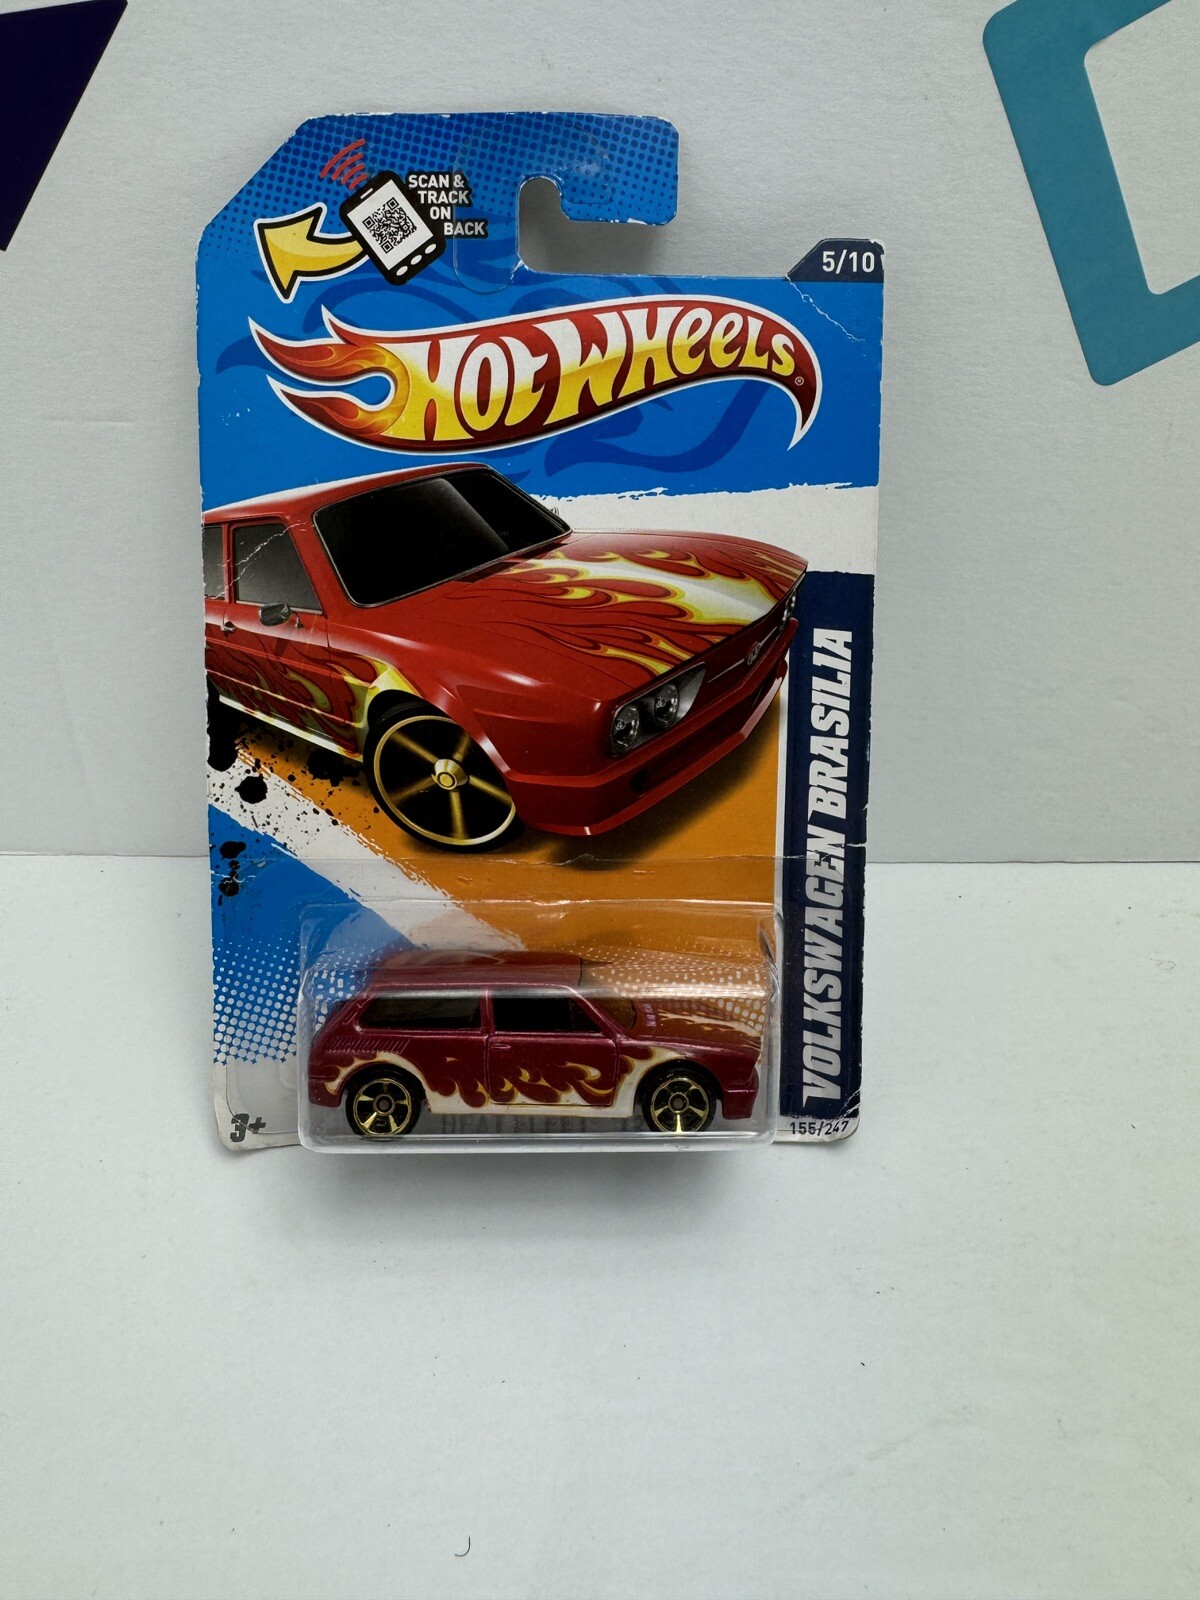 SCAN &
TRACK
ON
BACK
5/10
HOT WHEELS®
VOLKSWAGEN BRASILIA
3+
155/247